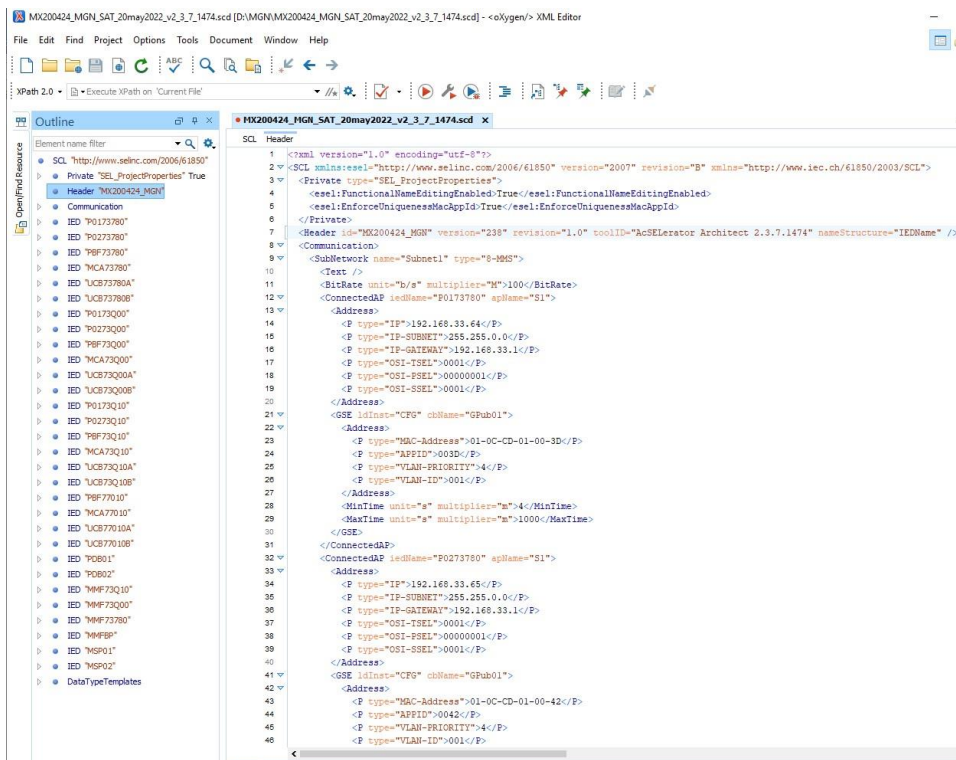 MX200424_MGN_SAT_20may2022_v2_3_7_1474.scd [D:\MGN\MX200424_MGN_SAT_20may2022_v2_3_7_1474.scd] - <oXygen/> XML Editor
File Edit Find Project Options Tools Document Window Help
ABC
XPath 2.0 Execute XPath on 'Current File'
Open/Find Resource
Outline
Element name filter
SCL "http://www.selinc.com/2006/61850"
Private "SEL_ProjectProperties" True
Header "MX200424_MGN"
Communication
IED "P0173780"
IED "P0273780"
IED "PBF73780"
IED "MCA73780"
IED "UCB73780A"
IED "UCB73780B"
IED "P0173Q00"
IED "P0273Q00"
IED "PBF73Q00"
IED "MCA73Q00"
IED "UCB73Q00A"
IED "UCB73Q00B"
IED "P0173Q10"
IED "P0273Q10"
IED "PBF73Q10"
IED "MCA73Q10"
IED "UCB73Q10A"
IED "UCB73Q10B"
IED "PBF77010"
IED "MCA77010"
IED "UCB77010A"
IED "UCB77010B"
IED "PDB01"
IED "PDB02"
IED "MMF73Q10"
IED "MMF73Q00"
IED "MMF73780"
IED "MMFBP"
IED "MSP01"
IED "MSP02"
DataTypeTemplates
MX200424_MGN_SAT_20may2022_v2_3_7_1474.scd x
SCL Header
1 <?xml version="1.0" encoding="utf-8"?>
2 <SCL xmlns:esel="http://www.selinc.com/2006/61850" version="2007" revision="B" xmlns="http://www.iec.ch/61850/2003/SCL">
3 <Private type="SEL_ProjectProperties">
4 <esel:FunctionalNameEditingEnabled>True</esel:FunctionalNameEditingEnabled>
5 <esel:EnforceUniquenessMacAppId>True</esel:EnforceUniquenessMacAppId>
6 </Private>
7 <Header id="MX200424_MGN" version="238" revision="1.0" toolID="AcSELerator Architect 2.3.7.1474" nameStructure="IEDName" />
8 <Communication>
9 <SubNetwork name="Subnet1" type="8-MMS">
10 <Text />
11 <BitRate unit="b/s" multiplier="M">100</BitRate>
12 <ConnectedAP iedName="P0173780" apName="S1">
13 <Address>
14 <P type="IP">192.168.33.64</P>
15 <P type="IP-SUBNET">255.255.0.0</P>
16 <P type="IP-GATEWAY">192.168.33.1</P>
17 <P type="OSI-TSEL">0001</P>
18 <P type="OSI-PSEL">00000001</P>
19 <P type="OSI-SSEL">0001</P>
20 </Address>
21 <GSE ldInst="CFG" cbName="GPub01">
22 <Address>
23 <P type="MAC-Address">01-0C-CD-01-00-3D</P>
24 <P type="APPID">003D</P>
25 <P type="VLAN-PRIORITY">4</P>
26 <P type="VLAN-ID">001</P>
27 </Address>
28 <MinTime unit="s" multiplier="m">4</MinTime>
29 <MaxTime unit="s" multiplier="m">1000</MaxTime>
30 </GSE>
31 </ConnectedAP>
32 <ConnectedAP iedName="P0273780" apName="S1">
33 <Address>
34 <P type="IP">192.168.33.65</P>
35 <P type="IP-SUBNET">255.255.0.0</P>
36 <P type="IP-GATEWAY">192.168.33.1</P>
37 <P type="OSI-TSEL">0001</P>
38 <P type="OSI-PSEL">00000001</P>
39 <P type="OSI-SSEL">0001</P>
40 </Address>
41 <GSE ldInst="CFG" cbName="GPub01">
42 <Address>
43 <P type="MAC-Address">01-0C-CD-01-00-42</P>
44 <P type="APPID">0042</P>
45 <P type="VLAN-PRIORITY">4</P>
46 <P type="VLAN-ID">001</P>